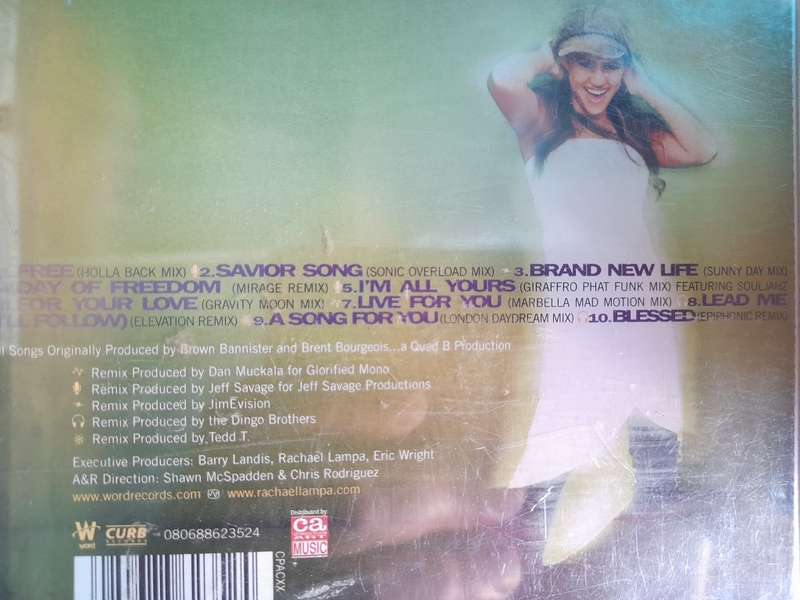 FREE (HOLLA BACK MIX) 2. SAVIOR SONG (SONIC OVERLOAD MIX) 3. BRAND NEW LIFE (SUNNY DAY MIX)
DAY OF FREEDOM (MIRAGE REMIX) 5. I'M ALL YOURS (GIRAFFRO PHAT FUNK MIX) FEATURING SOULJAHZ
FOR YOUR LOVE (GRAVITY MOON MIX) 7. LIVE FOR YOU (MARBELLA MAD MOTION MIX) 8. LEAD ME
FOLLOW) (ELEVATION REMIX) 9. A SONG FOR YOU (LONDON DAYDREAM MIX) 10. BLESSED (EPIPHONIC REMIX)
Songs Originally Produced by Brown Bannister and Brent Bourgeois...a Quad B Production
Remix Produced by Dan Muckala for Glorified Mono
Remix Produced by Jeff Savage for Jeff Savage Productions
Remix Produced by JimEvision
Remix Produced by the Dingo Brothers
Remix Produced by Tedd T.
Executive Producers: Barry Landis, Rachael Lampa, Eric Wright
A&R Direction: Shawn McSpadden & Chris Rodriguez
www.wordrecords.com www.rachaellampa.com
Distributed by
word CURB RECORDS 080688623524 ca ART MUSIC
CPACXX